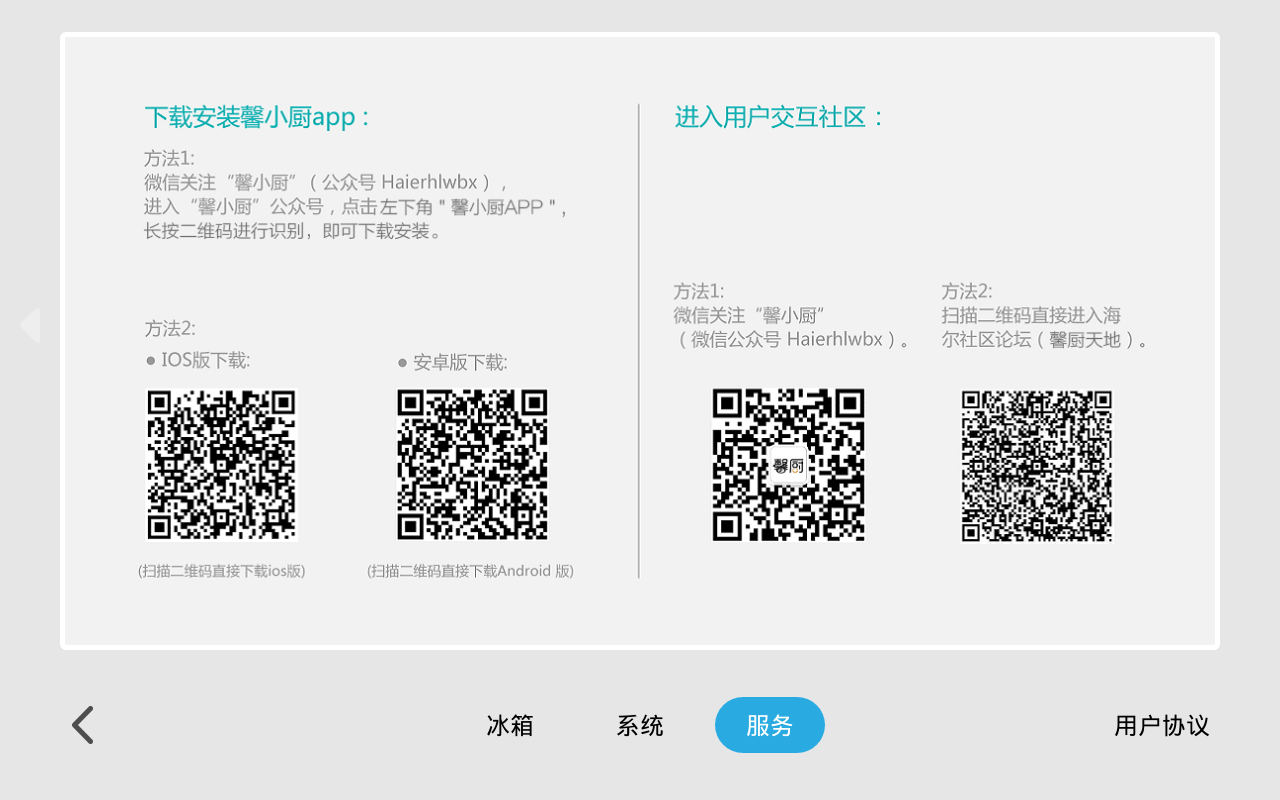 下载安装馨小厨app：
方法1:
微信关注“馨小厨”（公众号 Haierhlwbx），
进入“馨小厨”公众号，点击左下角＂馨小厨APP＂，
长按二维码进行识别，即可下载安装。
方法2:
● IOS版下载:
● 安卓版下载:
(扫描二维码直接下载ios版)
(扫描二维码直接下载Android 版)
进入用户交互社区：
方法1:
微信关注“馨小厨”
（微信公众号 Haierhlwbx）。
馨厨
方法2:
扫描二维码直接进入海
尔社区论坛（馨厨天地）。
冰箱
系统
服务
用户协议